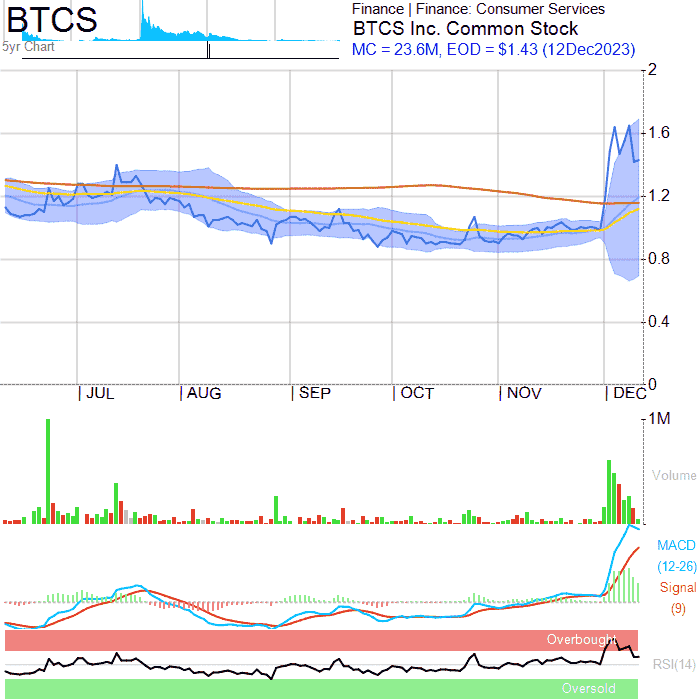 BTCS
5yr Chart
Finance | Finance: Consumer Services
BTCS Inc. Common Stock
MC = 23.6M, EOD = $1.43 (12Dec2023)
2
1.6
1.2
0.8
0.4
0
| JUL | AUG | SEP | OCT | NOV | DEC
1M
Volume
MACD
(12-26)
Signal
(9)
Overbought
RSI(14)
Oversold